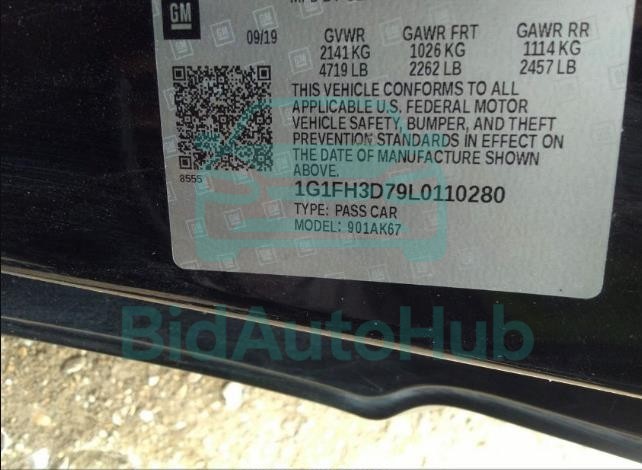 GM
09/19
GVWR GAWR FRT GAWR RR
2141 KG 1026 KG 1114 KG
4719 LB 2262 LB 2457 LB
THIS VEHICLE CONFORMS TO ALL
APPLICABLE U.S. FEDERAL MOTOR
VEHICLE SAFETY, BUMPER, AND THEFT
PREVENTION STANDARDS IN EFFECT ON
THE DATE OF MANUFACTURE SHOWN
ABOVE.
8555
1G1FH3D79L0110280
TYPE: PASS CAR
MODEL: 901AK67
BidAutoHub